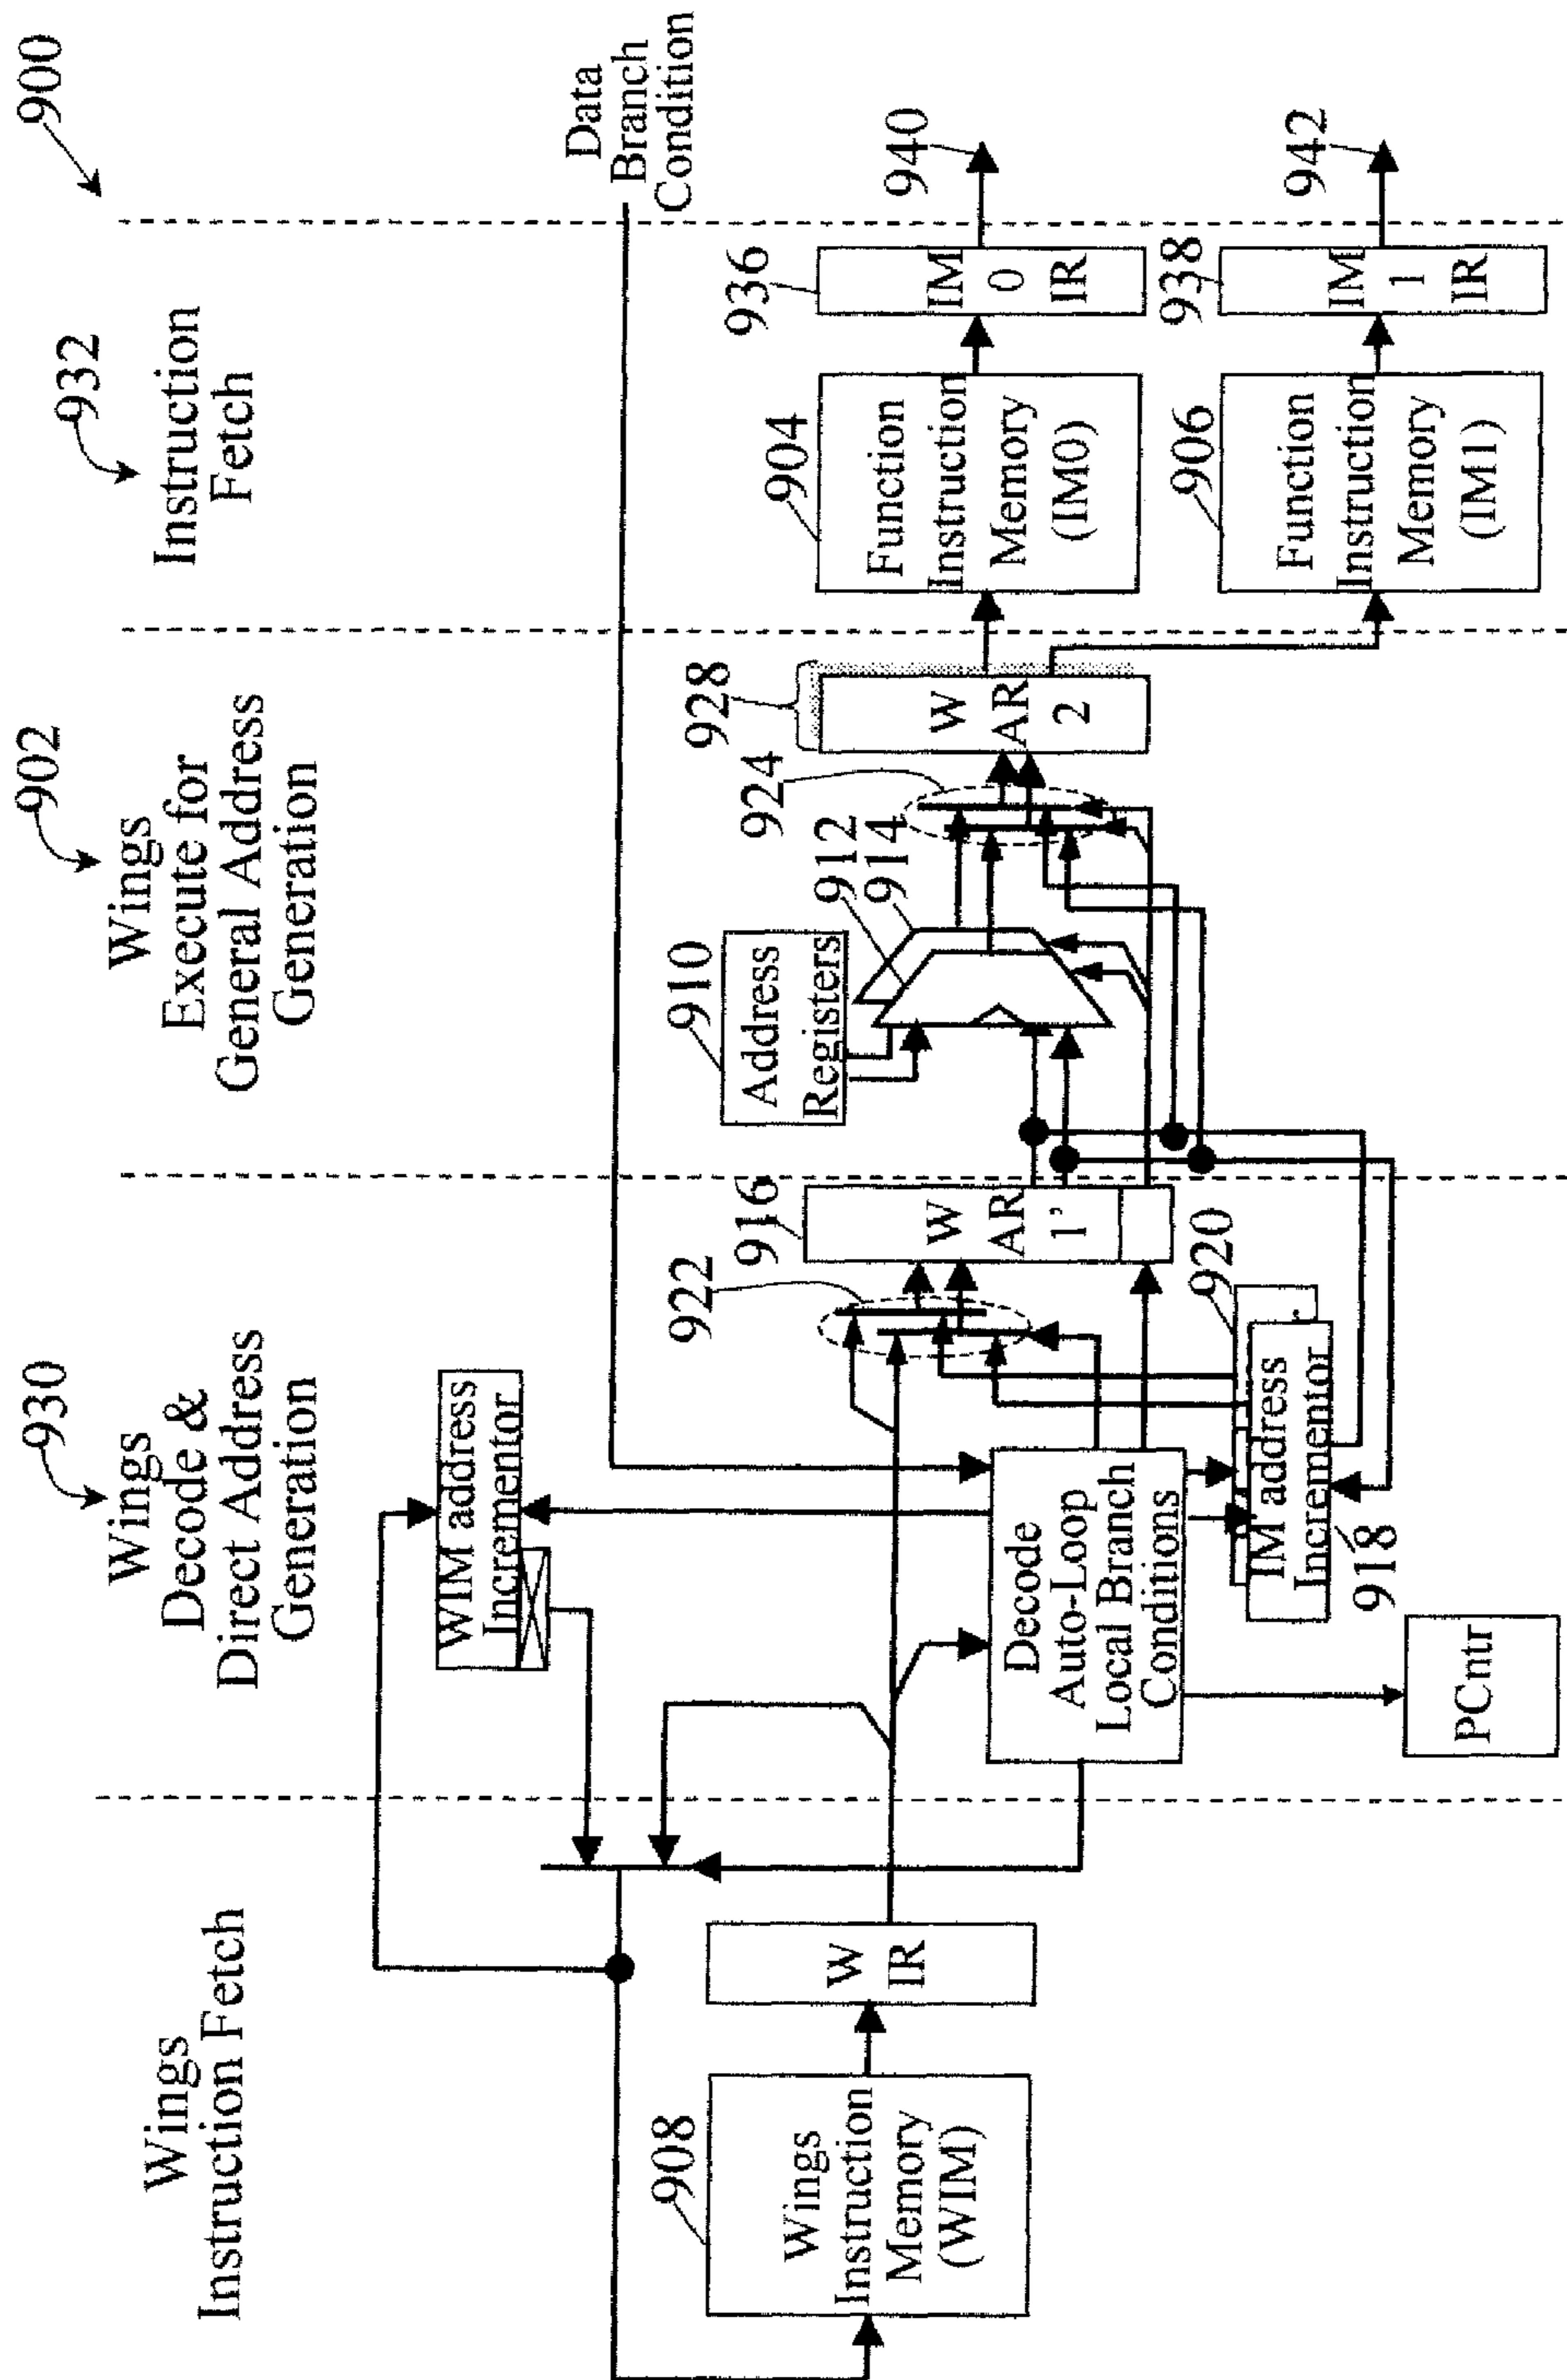 900
Wings
Instruction Fetch
930
Wings
Decode &
Direct Address
Generation
902
Wings
Execute for
General Address
Generation
932
Instruction
Fetch
Data
Branch
Condition
WIM address
Incrementor
908
Wings
Instruction
Memory
(WIM)
W
IR
922
916
W
AR
1'
Decode
Auto-Loop
Local Branch
Conditions
920
r
IM address
Incrementor
918
PCntr
910
Address
Registers
912
914
924
928
W
AR
2
904
Function
Instruction
Memory
(IM0)
936
IM
0
IR
940
906
Function
Instruction
Memory
(IM1)
938
IM
1
IR
942